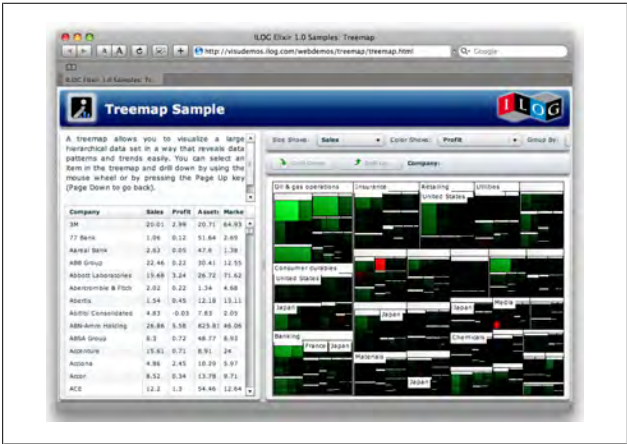 ILOG Elixir 1.0 Samples: Treemap
http://visudemos.ilog.com/webdemos/treemap/treemap.html
Google
ILOG Elixir 1.0 Samples: Tr...
Treemap Sample
ILOG
A treemap allows you to visualize a large
hierarchical data set in a way that reveals data
patterns and trends easily. You can select an
item in the treemap and drill down by using the
mouse wheel or by pressing the Page Up key
(Page Down to go back).
Size Shows: Sales Color Shows: Profit Group By:
Drill Down Drill Up Company:
Company Sales Profit Assets Marke
3M 20.01 2.99 20.71 64.93
77 Bank 1.06 0.12 51.64 2.69
Aareal Bank 2.63 0.05 47.6 1.38
ABB Group 22.46 0.22 30.41 12.55
Abbott Laboratories 19.68 3.24 26.72 71.62
Abercrombie & Fitch 2.02 0.22 1.34 4.68
Abertis 1.54 0.45 12.18 13.11
Abitibi Consolidated 4.83 -0.03 7.83 2.05
ABN-Amro Holding 26.86 5.58 825.81 46.06
ABSA Group 6.3 0.72 48.77 8.92
Accenture 15.61 0.71 8.91 24
Acciona 4.86 2.45 10.39 5.97
Accor 8.52 0.34 13.78 9.71
ACE 12.2 1.3 54.46 12.64
Oil & gas operations
Insurance
Retailing
Utilities
United States
Consumer durables
United States
Japan
Japan
Japan
Media
Banking
France
Japan
Chemicals
Materials
Japan